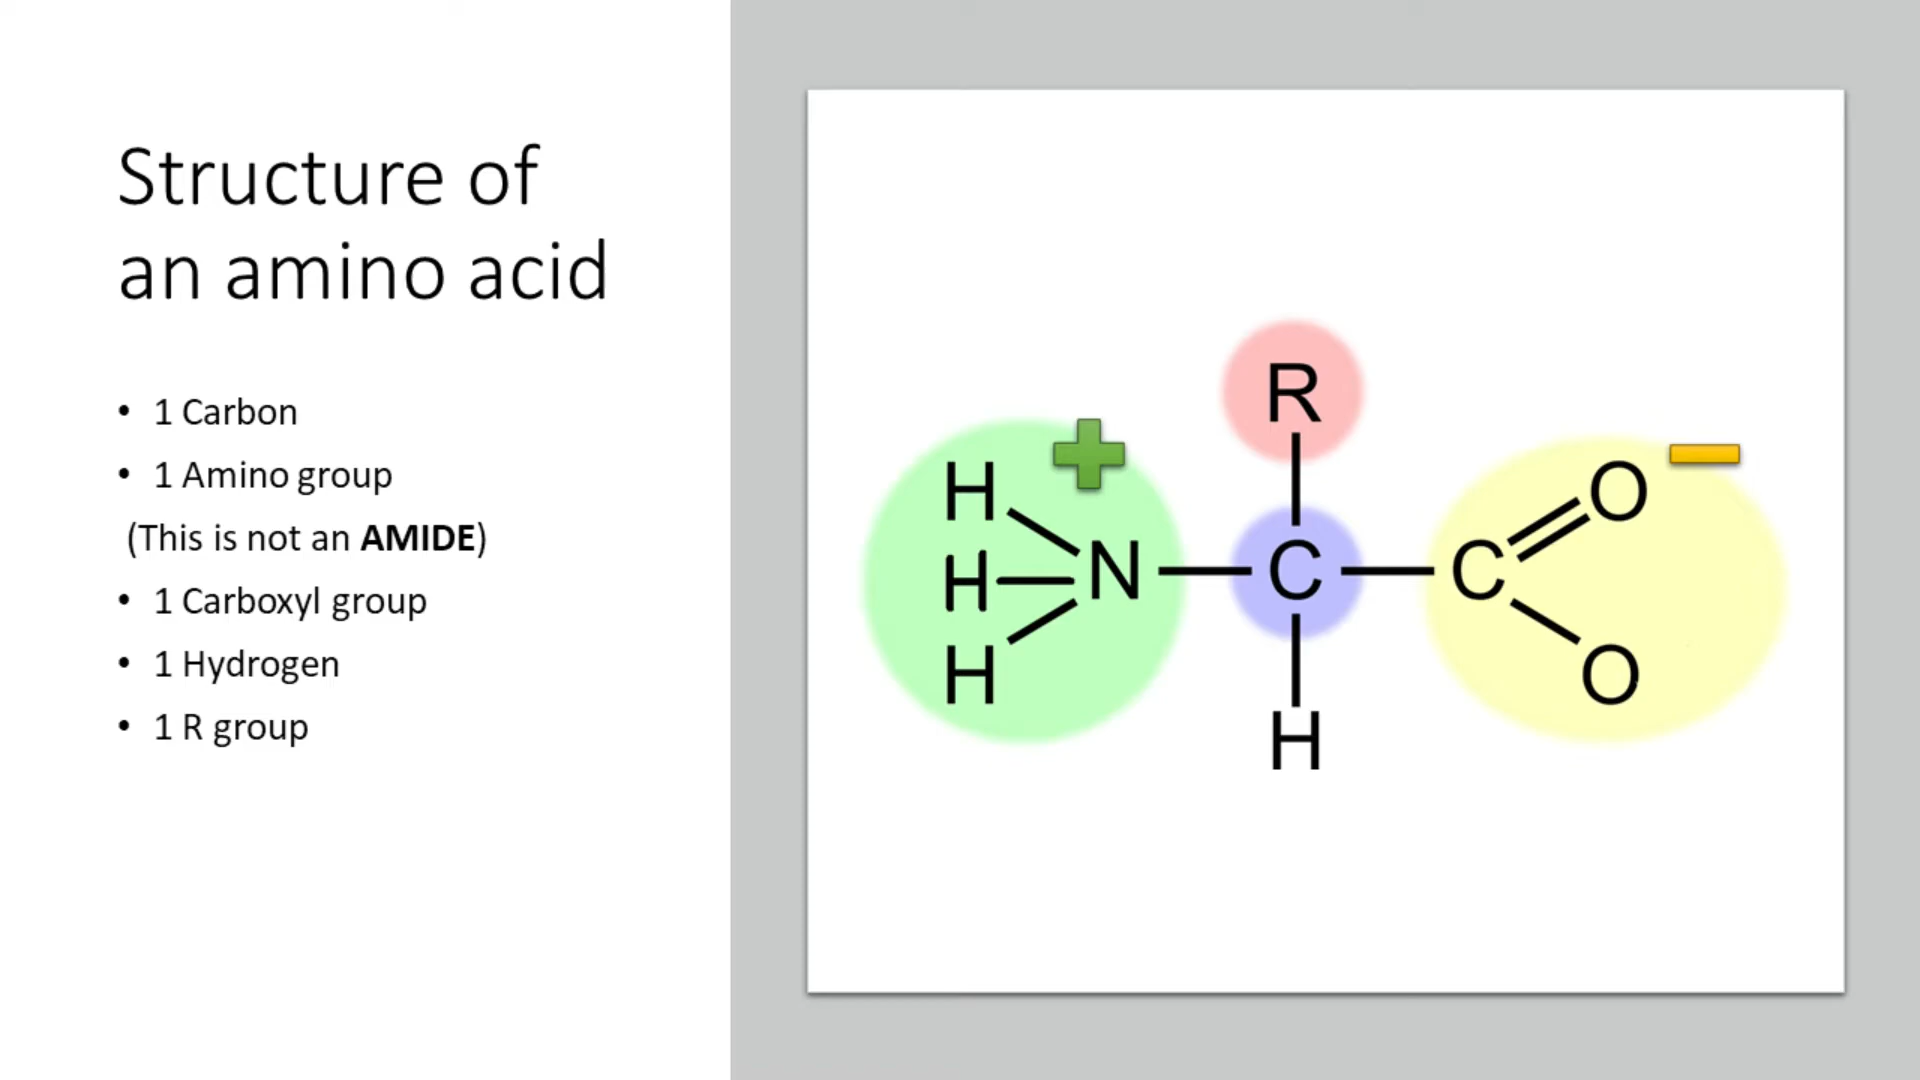 Structure of
an amino acid
• 1 Carbon
• 1 Amino group
(This is not an AMIDE)
• 1 Carboxyl group
• 1 Hydrogen
• 1 R group
R
H
O
H N C C
H
O
H